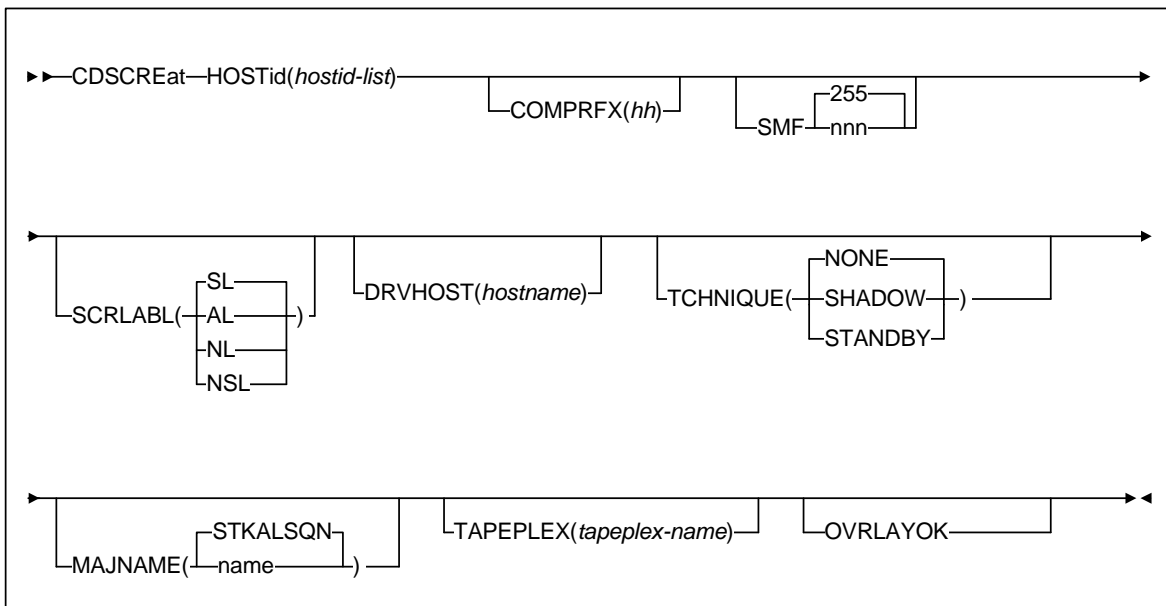 CDSCREat HOSTid(hostid-list)
COMPRFX(hh)
SMF 255
nnn
SCRLABL( SL )
AL
NL
NSL
DRVHOST(hostname)
TCHNIQUE( NONE )
SHADOW
STANDBY
MAJNAME( STKALSQN )
name
TAPEPLEX(tapeplex-name)
OVRLAYOK